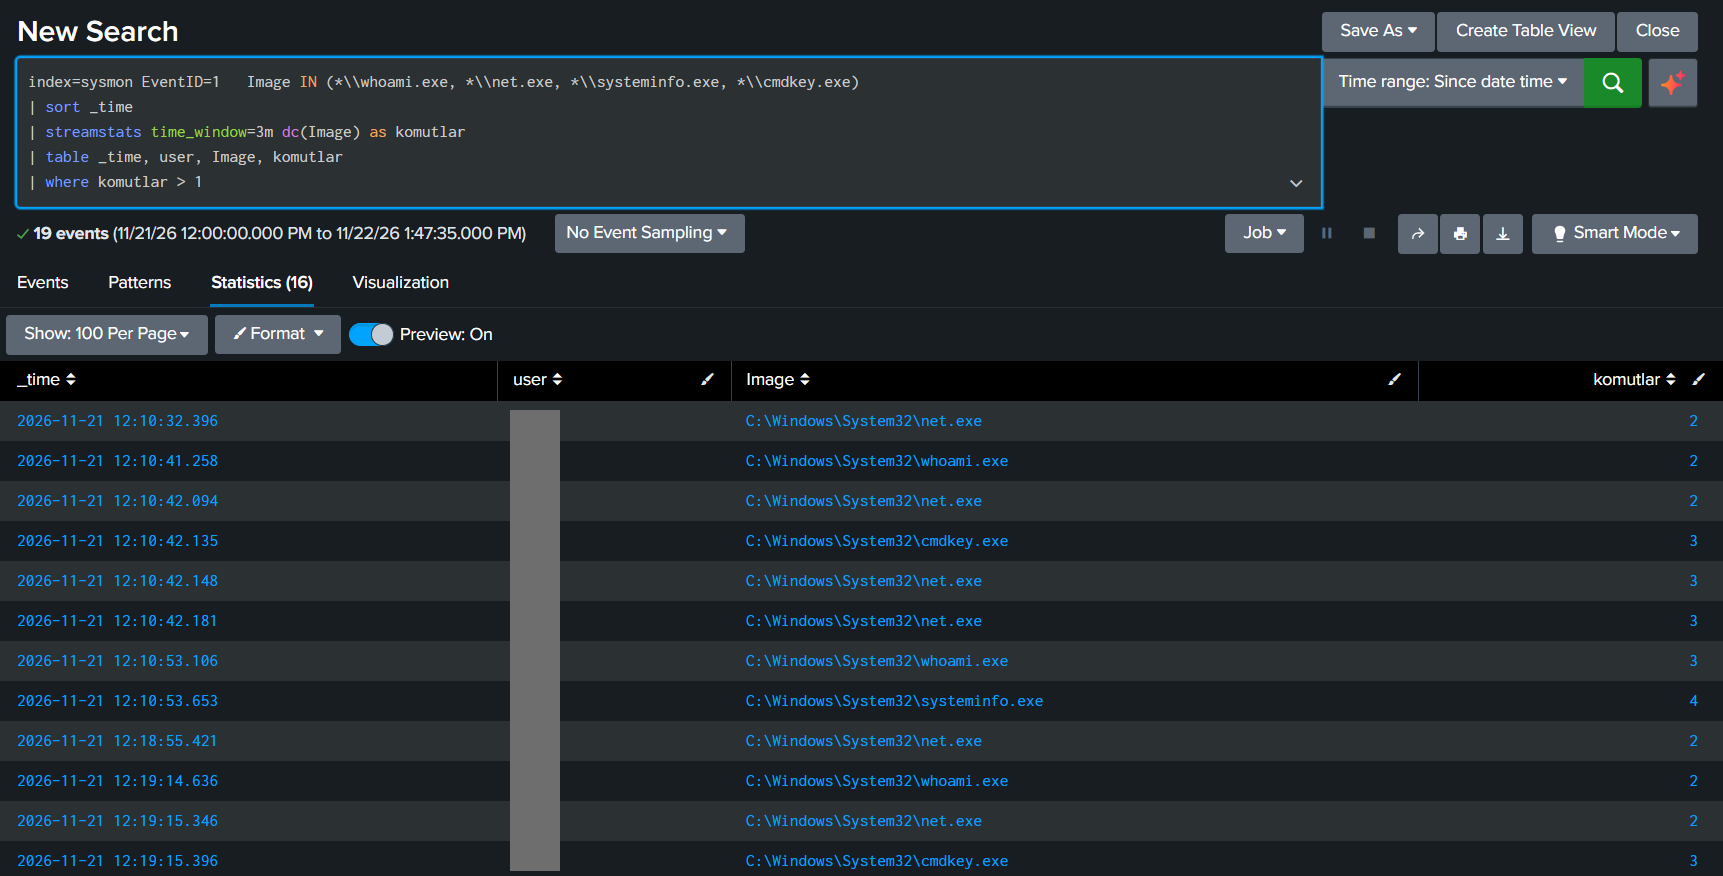 New Search
Save As
Create Table View
Close
index=sysmon EventID=1   Image IN (*\\whoami.exe, *\\net.exe, *\\systeminfo.exe, *\\cmdkey.exe)
| sort _time
| streamstats time_window=3m dc(Image) as komutlar
| table _time, user, Image, komutlar
| where komutlar > 1
Time range: Since date time
19 events (11/21/26 12:00:00.000 PM to 11/22/26 1:47:35.000 PM)
No Event Sampling
Job
Smart Mode
Events
Patterns
Statistics (16)
Visualization
Show: 100 Per Page
Format
Preview: On
_time user Image komutlar
2026-11-21 12:10:32.396 C:\Windows\System32\net.exe 2
2026-11-21 12:10:41.258 C:\Windows\System32\whoami.exe 2
2026-11-21 12:10:42.094 C:\Windows\System32\net.exe 2
2026-11-21 12:10:42.135 C:\Windows\System32\cmdkey.exe 3
2026-11-21 12:10:42.148 C:\Windows\System32\net.exe 3
2026-11-21 12:10:42.181 C:\Windows\System32\net.exe 3
2026-11-21 12:10:53.106 C:\Windows\System32\whoami.exe 3
2026-11-21 12:10:53.653 C:\Windows\System32\systeminfo.exe 4
2026-11-21 12:18:55.421 C:\Windows\System32\net.exe 2
2026-11-21 12:19:14.636 C:\Windows\System32\whoami.exe 2
2026-11-21 12:19:15.346 C:\Windows\System32\net.exe 2
2026-11-21 12:19:15.396 C:\Windows\System32\cmdkey.exe 3